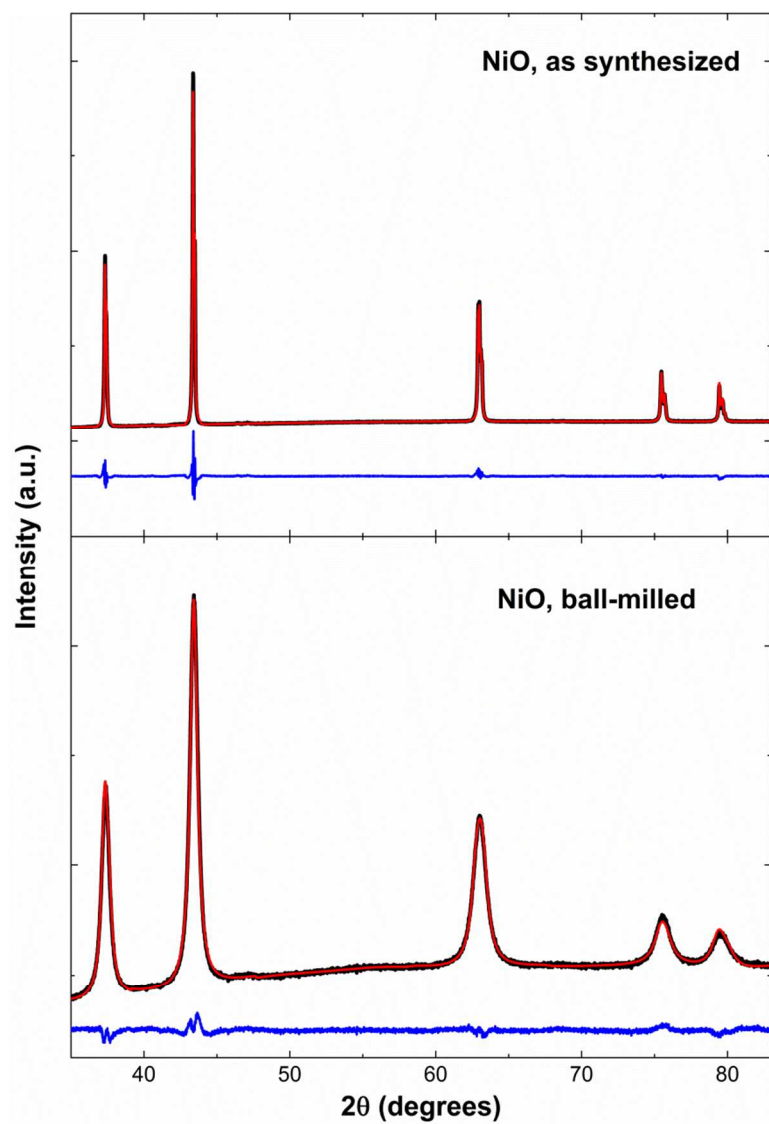 NiO, as synthesized
NiO, ball-milled
Intensity (a.u.)
40 50 60 70 80
2θ (degrees)